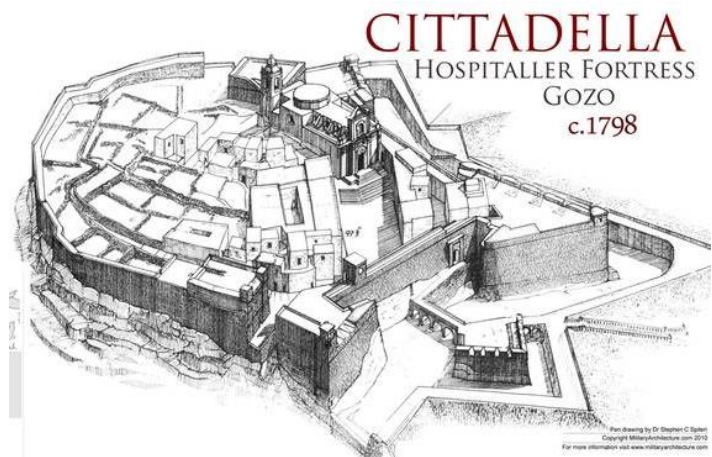 CITTADELLA
HOSPITALLER FORTRESS
GOZO
c.1798
Pen drawing by Dr Stephen C Spiteri
Copyright MilitaryArchitecture.com 2010
For more information visit www.militaryarchitecture.com